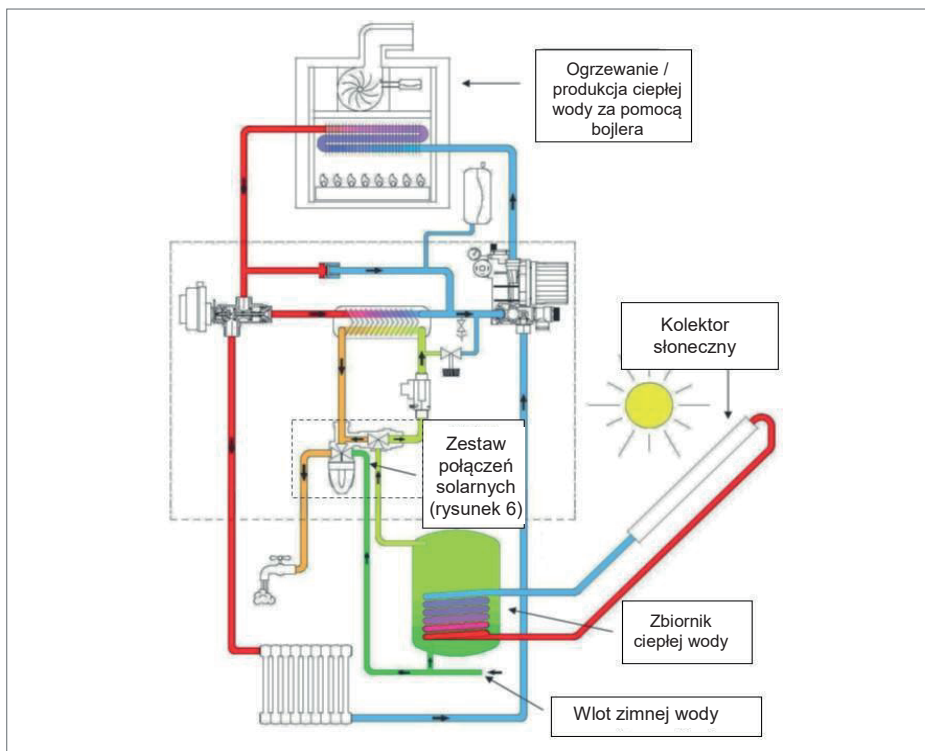 Ogrzewanie /
produkcja ciepłej
wody za pomocą
bojlera
Kolektor
słoneczny
Zestaw
połączeń
solarnych
(rysunek 6)
Zbiornik
ciepłej wody
Wlot zimnej wody